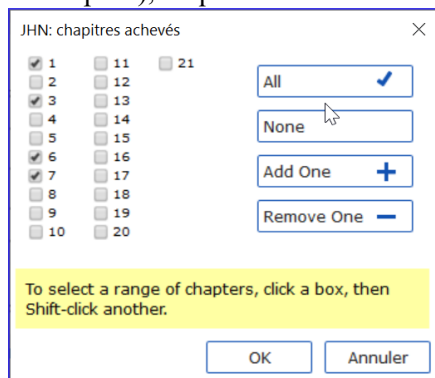 JHN: chapitres achevés
1 11 21
2 12
3 13
4 14
5 15
6 16
7 17
8 18
9 19
10 20
All
None
Add One
Remove One
To select a range of chapters, click a box, then
Shift-click another.
OK Annuler